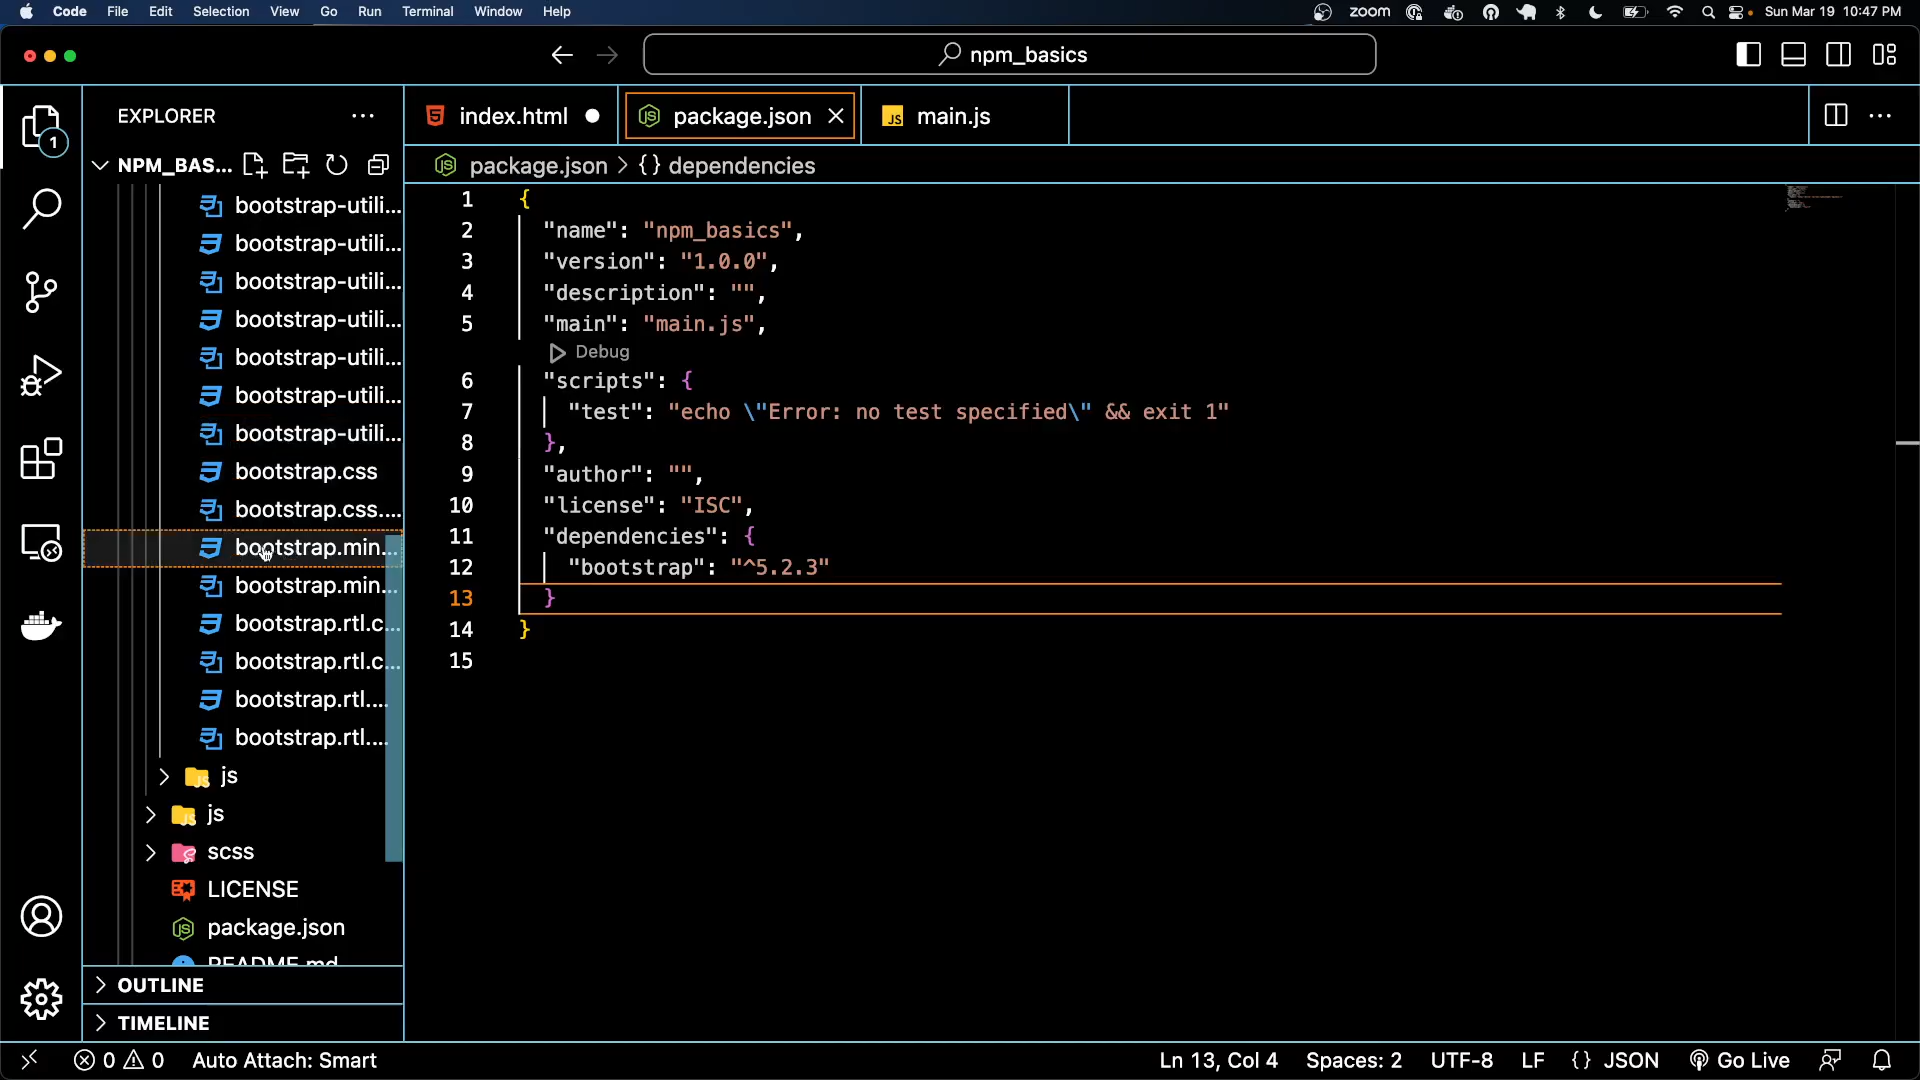 Code File Edit Selection View Go Run Terminal Window Help zoom Sun Mar 19 10:47 PM
npm_basics
EXPLORER ...
index.html package.json main.js
1
NPM_BAS...
package.json > {} dependencies
bootstrap-utili...
bootstrap-utili...
bootstrap-utili...
bootstrap-utili...
bootstrap-utili...
bootstrap-utili...
bootstrap-utili...
bootstrap.css
bootstrap.css....
bootstrap.min...
bootstrap.min...
bootstrap.rtl.c...
bootstrap.rtl.c...
bootstrap.rtl....
bootstrap.rtl....
js
js
scss
LICENSE
package.json
README.md
OUTLINE
TIMELINE
1 {
2 "name": "npm_basics",
3 "version": "1.0.0",
4 "description": "",
5 "main": "main.js",
Debug
6 "scripts": {
7 "test": "echo \"Error: no test specified\" && exit 1"
8 },
9 "author": "",
10 "license": "ISC",
11 "dependencies": {
12 "bootstrap": "^5.2.3"
13 }
14 }
15
0 0 Auto Attach: Smart Ln 13, Col 4 Spaces: 2 UTF-8 LF {} JSON Go Live